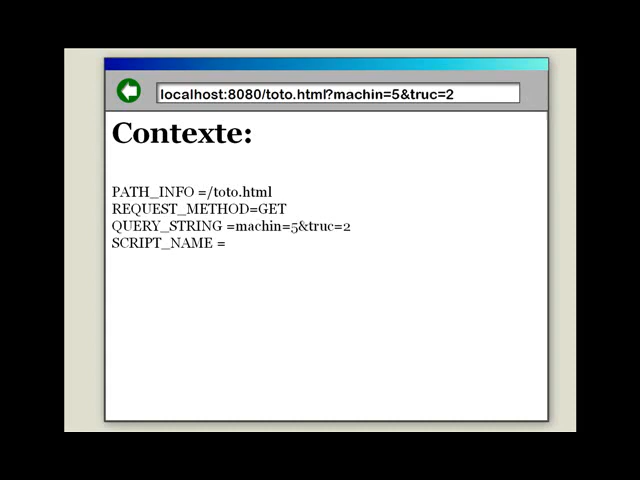 localhost:8080/toto.html?machin=5&truc=2
Contexte:
PATH_INFO =/toto.html
REQUEST_METHOD=GET
QUERY_STRING =machin=5&truc=2
SCRIPT_NAME =